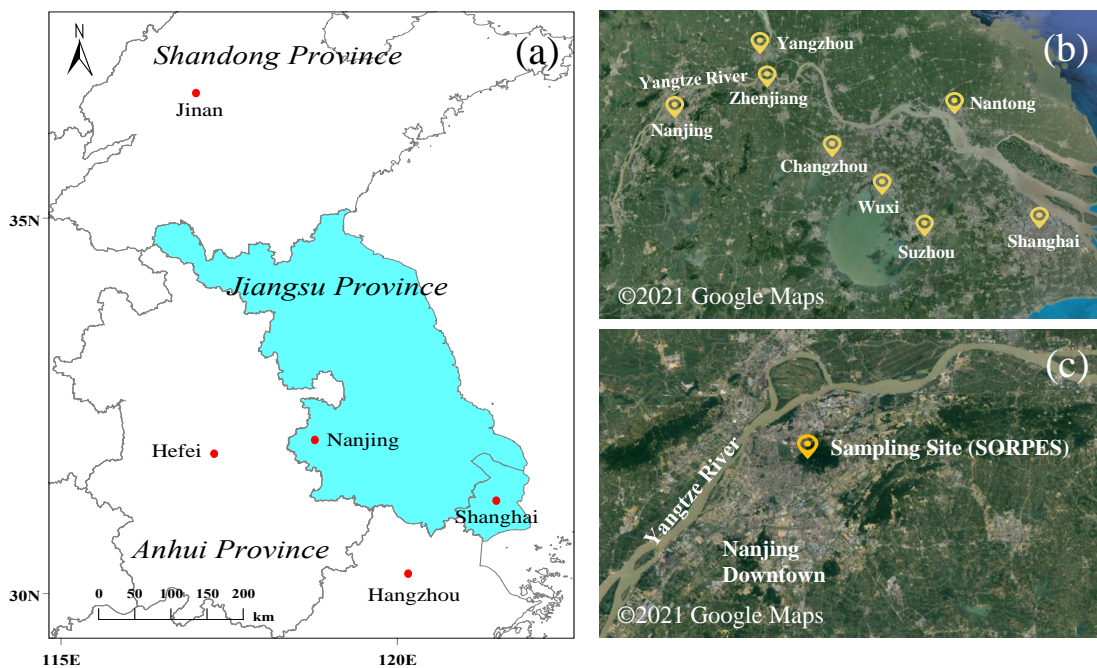 (a)
N
Shandong Province
Jinan
35N
Jiangsu Province
Nanjing
Hefei
Shanghai
Anhui Province
Hangzhou
0 50 100 150 200
km
30N
115E 120E
(b)
Yangzhou
Yangtze River
Zhenjiang
Nantong
Nanjing
Changzhou
Wuxi
Suzhou
Shanghai
©2021 Google Maps
(c)
Sampling Site (SORPES)
Yangtze River
Nanjing
Downtown
©2021 Google Maps